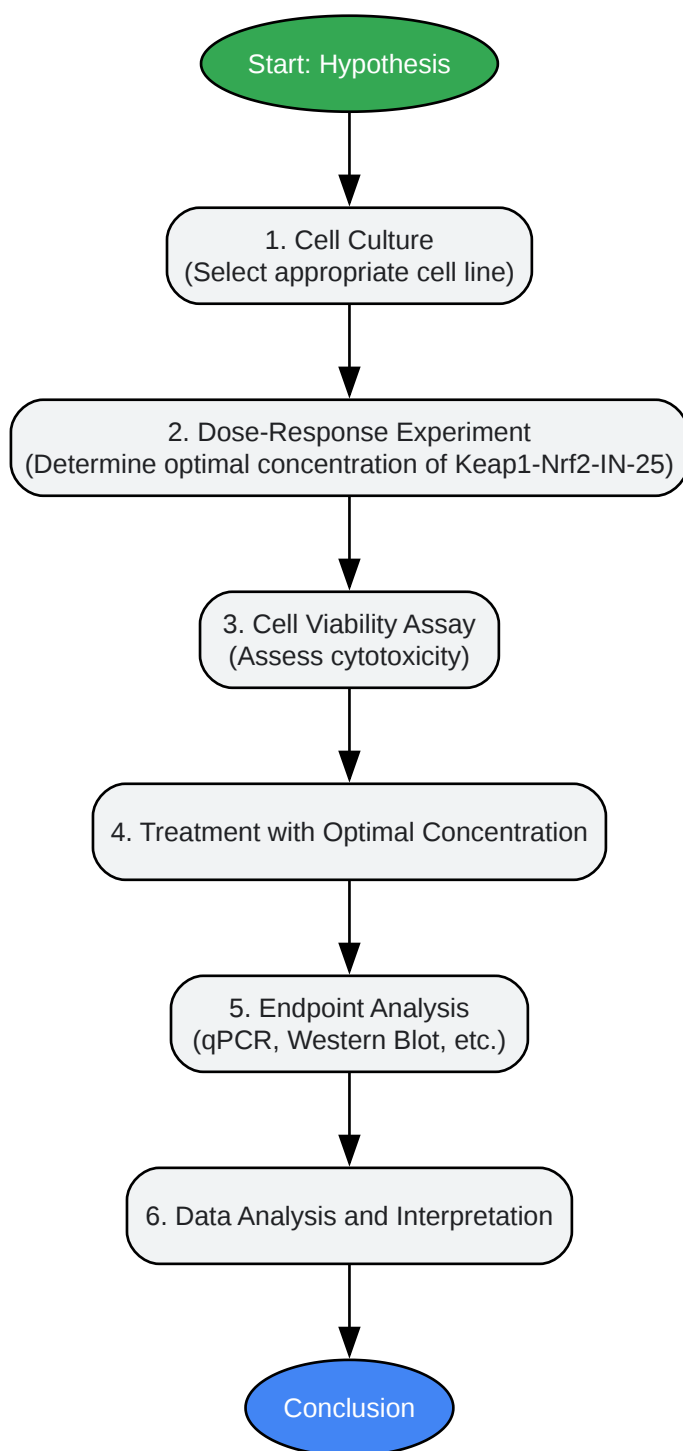 Start: Hypothesis
1. Cell Culture
(Select appropriate cell line)
2. Dose-Response Experiment
(Determine optimal concentration of Keap1-Nrf2-IN-25)
3. Cell Viability Assay
(Assess cytotoxicity)
4. Treatment with Optimal Concentration
5. Endpoint Analysis
(qPCR, Western Blot, etc.)
6. Data Analysis and Interpretation
Conclusion